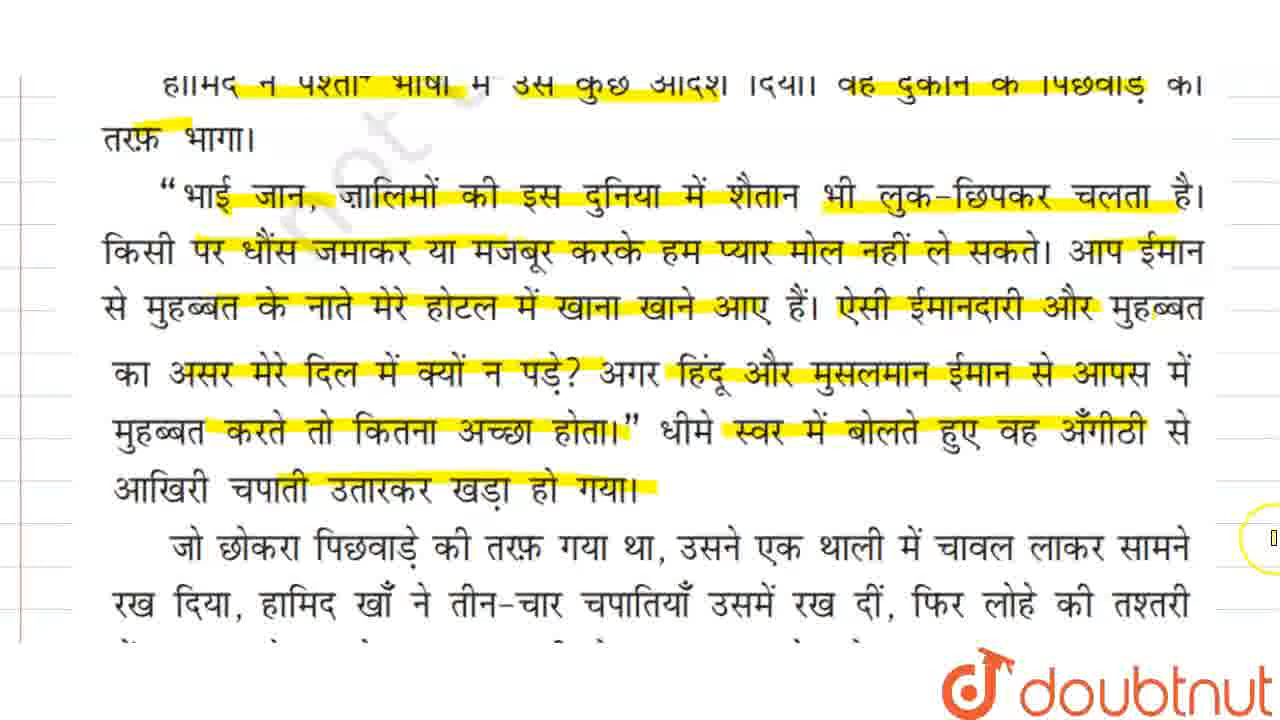 हामिद ने पश्तो भाषा में उसे कुछ आदेश दिया। वह दुकान के पिछवाड़े की
तरफ़ भागा।
“भाई जान, ज़ालिमों की इस दुनिया में शैतान भी लुक-छिपकर चलता है।
किसी पर धौंस जमाकर या मजबूर करके हम प्यार मोल नहीं ले सकते। आप ईमान
से मुहब्बत के नाते मेरे होटल में खाना खाने आए हैं। ऐसी ईमानदारी और मुहब्बत
का असर मेरे दिल में क्यों न पड़े? अगर हिंदू और मुसलमान ईमान से आपस में
मुहब्बत करते तो कितना अच्छा होता।” धीमे स्वर में बोलते हुए वह अँगीठी से
आखिरी चपाती उतारकर खड़ा हो गया।
जो छोकरा पिछवाड़े की तरफ़ गया था, उसने एक थाली में चावल लाकर सामने
रख दिया, हामिद खाँ ने तीन-चार चपातियाँ उसमें रख दीं, फिर लोहे की तश्तरी
not
doubtnut